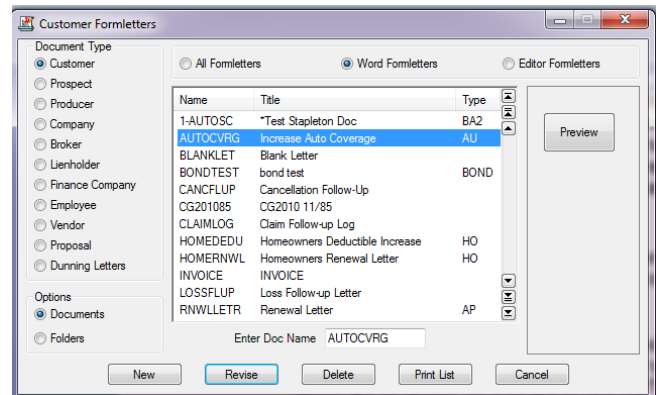 Customer Formletters
Document Type
Customer
Prospect
Producer
Company
Broker
Lienholder
Finance Company
Employee
Vendor
Proposal
Dunning Letters
Options
Documents
Folders
All Formletters Word Formletters Editor Formletters
Name Title Type
1-AUTOSC *Test Stapleton Doc BA2
AUTOCVRG Increase Auto Coverage AU
BLANKLET Blank Letter
BONDTEST bond test BOND
CANCFLUP Cancellation Follow-Up
CG201085 CG2010 11/85
CLAIMLOG Claim Follow-up Log
HOMEDEDU Homeowners Deductible Increase HO
HOMERNWL Homeowners Renewal Letter HO
INVOICE INVOICE
LOSSFLUP Loss Follow-up Letter
RNWLLETR Renewal Letter AP
Enter Doc Name AUTOCVRG
Preview
New Revise Delete Print List Cancel